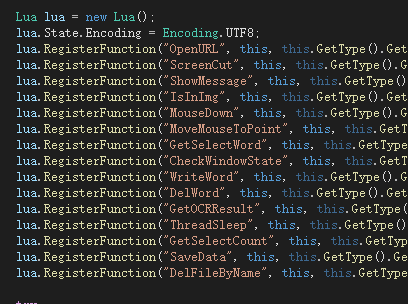 Lua lua = new Lua();
lua.State.Encoding = Encoding.UTF8;
lua.RegisterFunction("OpenURL", this, this.GetType().Get
lua.RegisterFunction("ScreenCut", this, this.GetType().G
lua.RegisterFunction("ShowMessage", this, this.GetType()
lua.RegisterFunction("IsInImg", this, this.GetType().Get
lua.RegisterFunction("MouseDown", this, this.GetType().G
lua.RegisterFunction("MoveMouseToPoint", this, this.GetT
lua.RegisterFunction("GetSelectWord", this, this.GetType
lua.RegisterFunction("CheckWindowState", this, this.GetT
lua.RegisterFunction("WriteWord", this, this.GetType().G
lua.RegisterFunction("DelWord", this, this.GetType().Get
lua.RegisterFunction("GetOCRResult", this, this.GetType(
lua.RegisterFunction("ThreadSleep", this, this.GetType()
lua.RegisterFunction("GetSelectCount", this, this.GetTyp
lua.RegisterFunction("SaveData", this, this.GetType().Ge
lua.RegisterFunction("DelFileByName", this, this.GetType